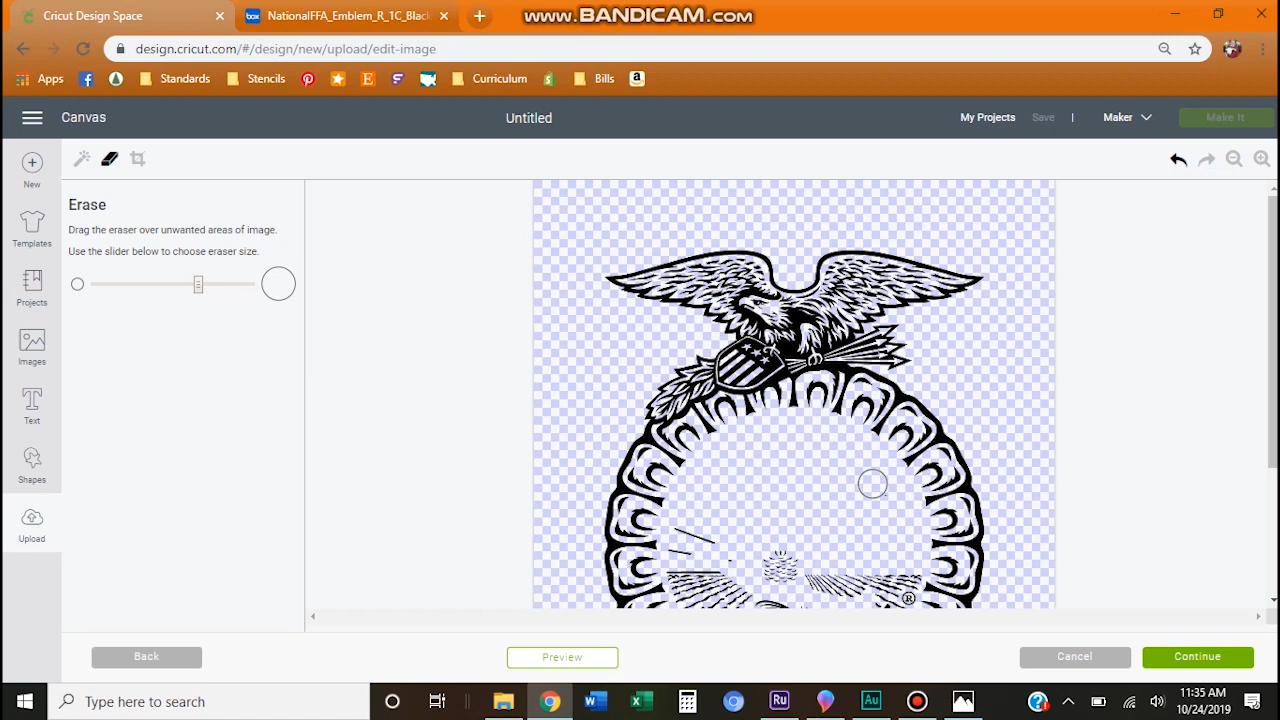 Cricut Design Space
NationalFFA_Emblem_R_1C_Black
www.BANDICAM.com
design.cricut.com/#/design/new/upload/edit-image
Apps
Standards
Stencils
Curriculum
Bills
Canvas
Untitled
My Projects
Save
|
Maker
Make It
New
Templates
Projects
Images
Text
Shapes
Upload
Erase
Drag the eraser over unwanted areas of image.
Use the slider below to choose eraser size.
®
Back
Preview
Cancel
Continue
Type here to search
Ru
Au
11:35 AM
10/24/2019